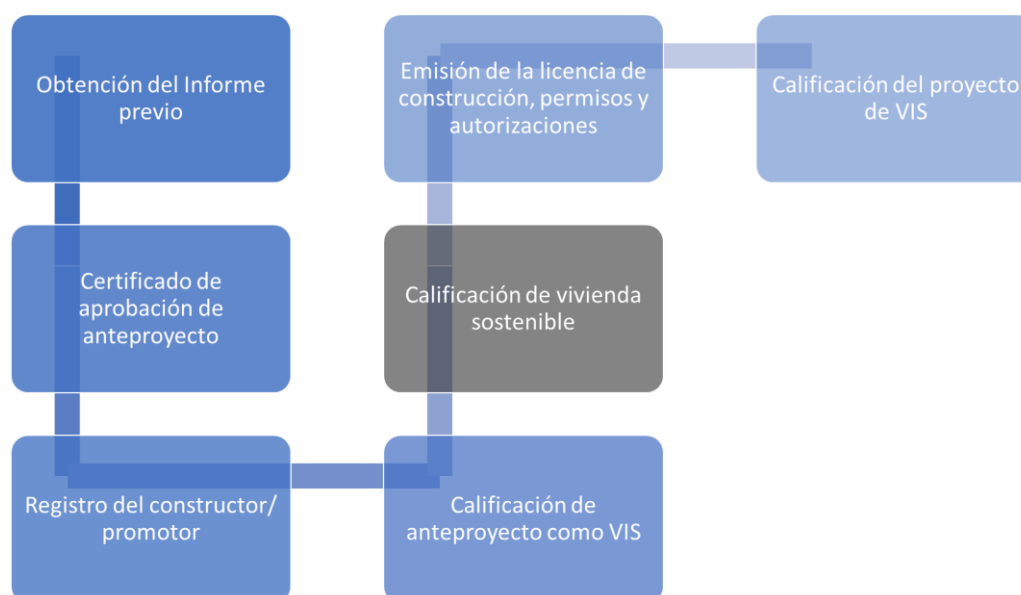 Obtención del Informe
previo
Certificado de
aprobación de
anteproyecto
Registro del constructor/
promotor
Calificación de
anteproyecto como VIS
Calificación de vivienda
sostenible
Emisión de la licencia de
construcción, permisos y
autorizaciones
Calificación del proyecto
de VIS